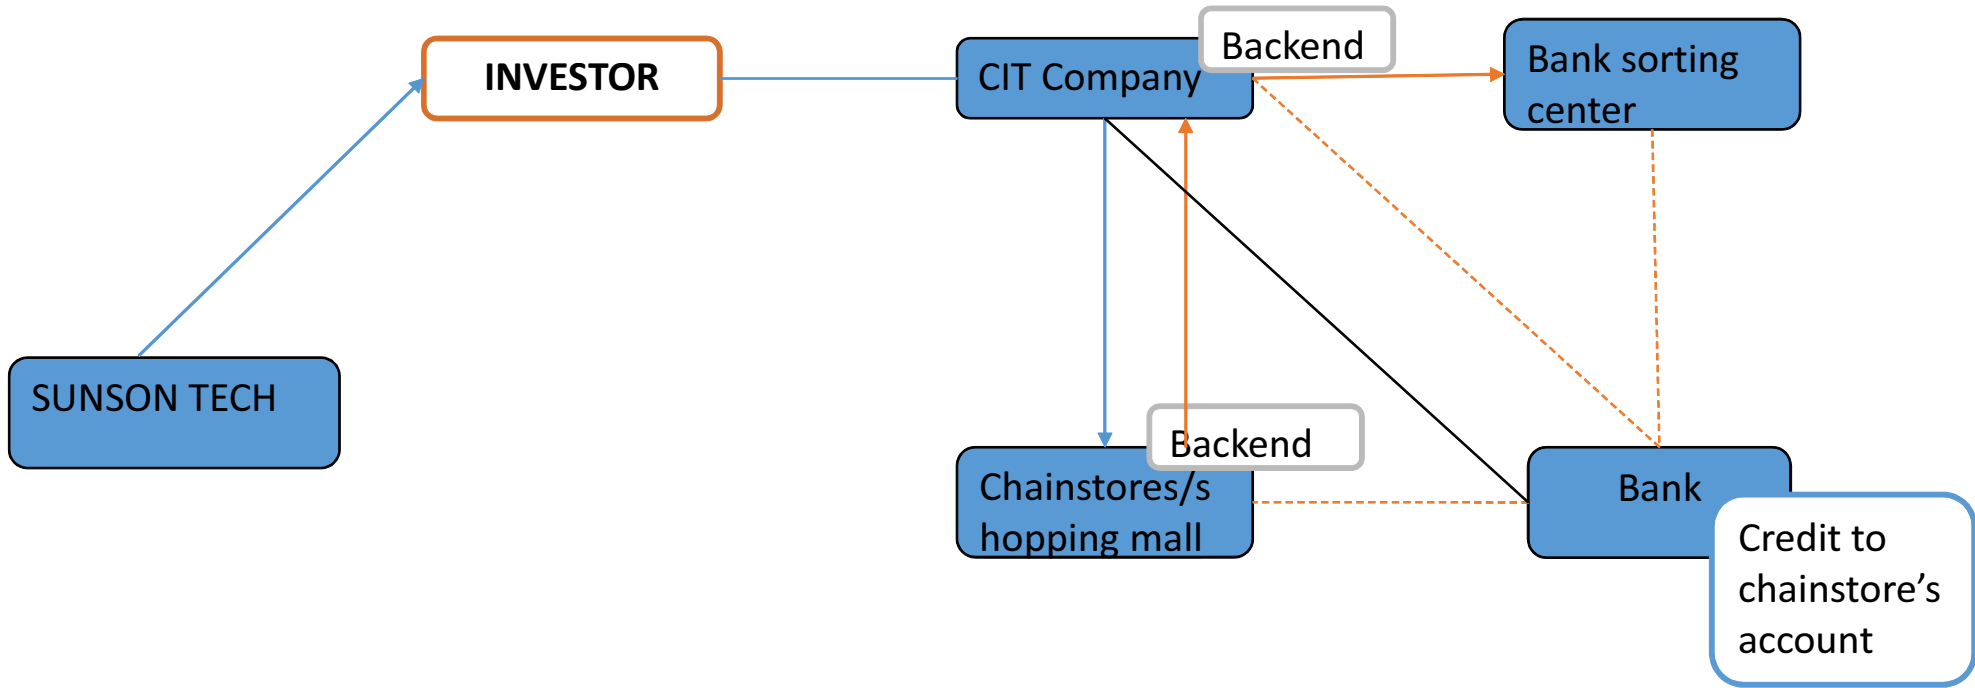 INVESTOR
CIT Company
Backend
Bank sorting
center
SUNSON TECH
Backend
Chainstores/s
hopping mall
Bank
Credit to
chainstore’s
account